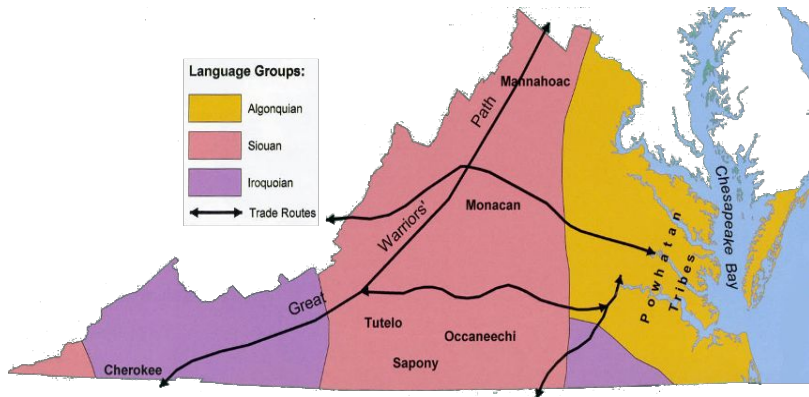 Language Groups:
Algonquian
Siouan
Iroquoian
Trade Routes
Mannahoac
Great Warriors' Path
Monacan
Tutelo
Occaneechi
Sapony
Cherokee
Powhatan
Tribes
Chesapeake Bay